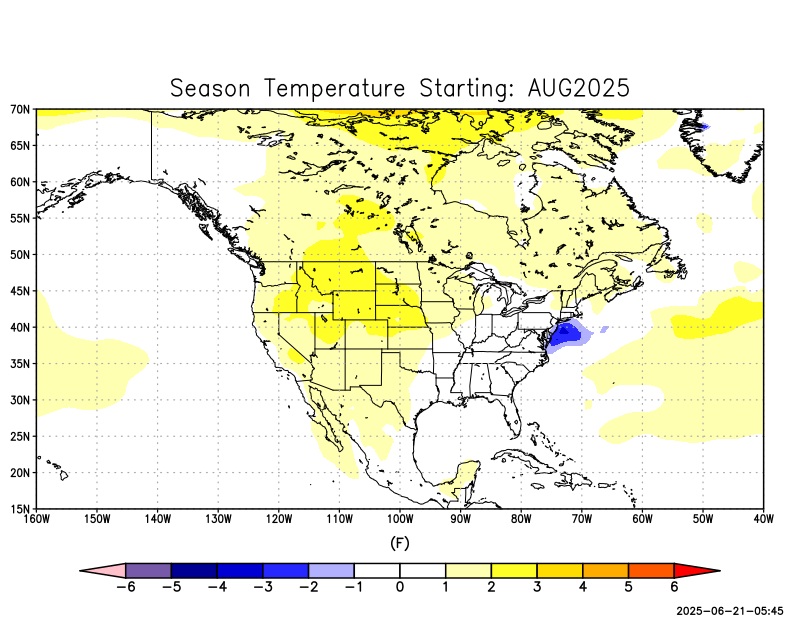 Season Temperature Starting: AUG2025
70N
65N
60N
55N
50N
45N
40N
35N
30N
25N
20N
15N
160W 150W 140W 130W 120W 110W 100W 90W 80W 70W 60W 50W 40W
(F)
−6 −5 −4 −3 −2 −1 0 1 2 3 4 5 6
2025-06-21-05:45